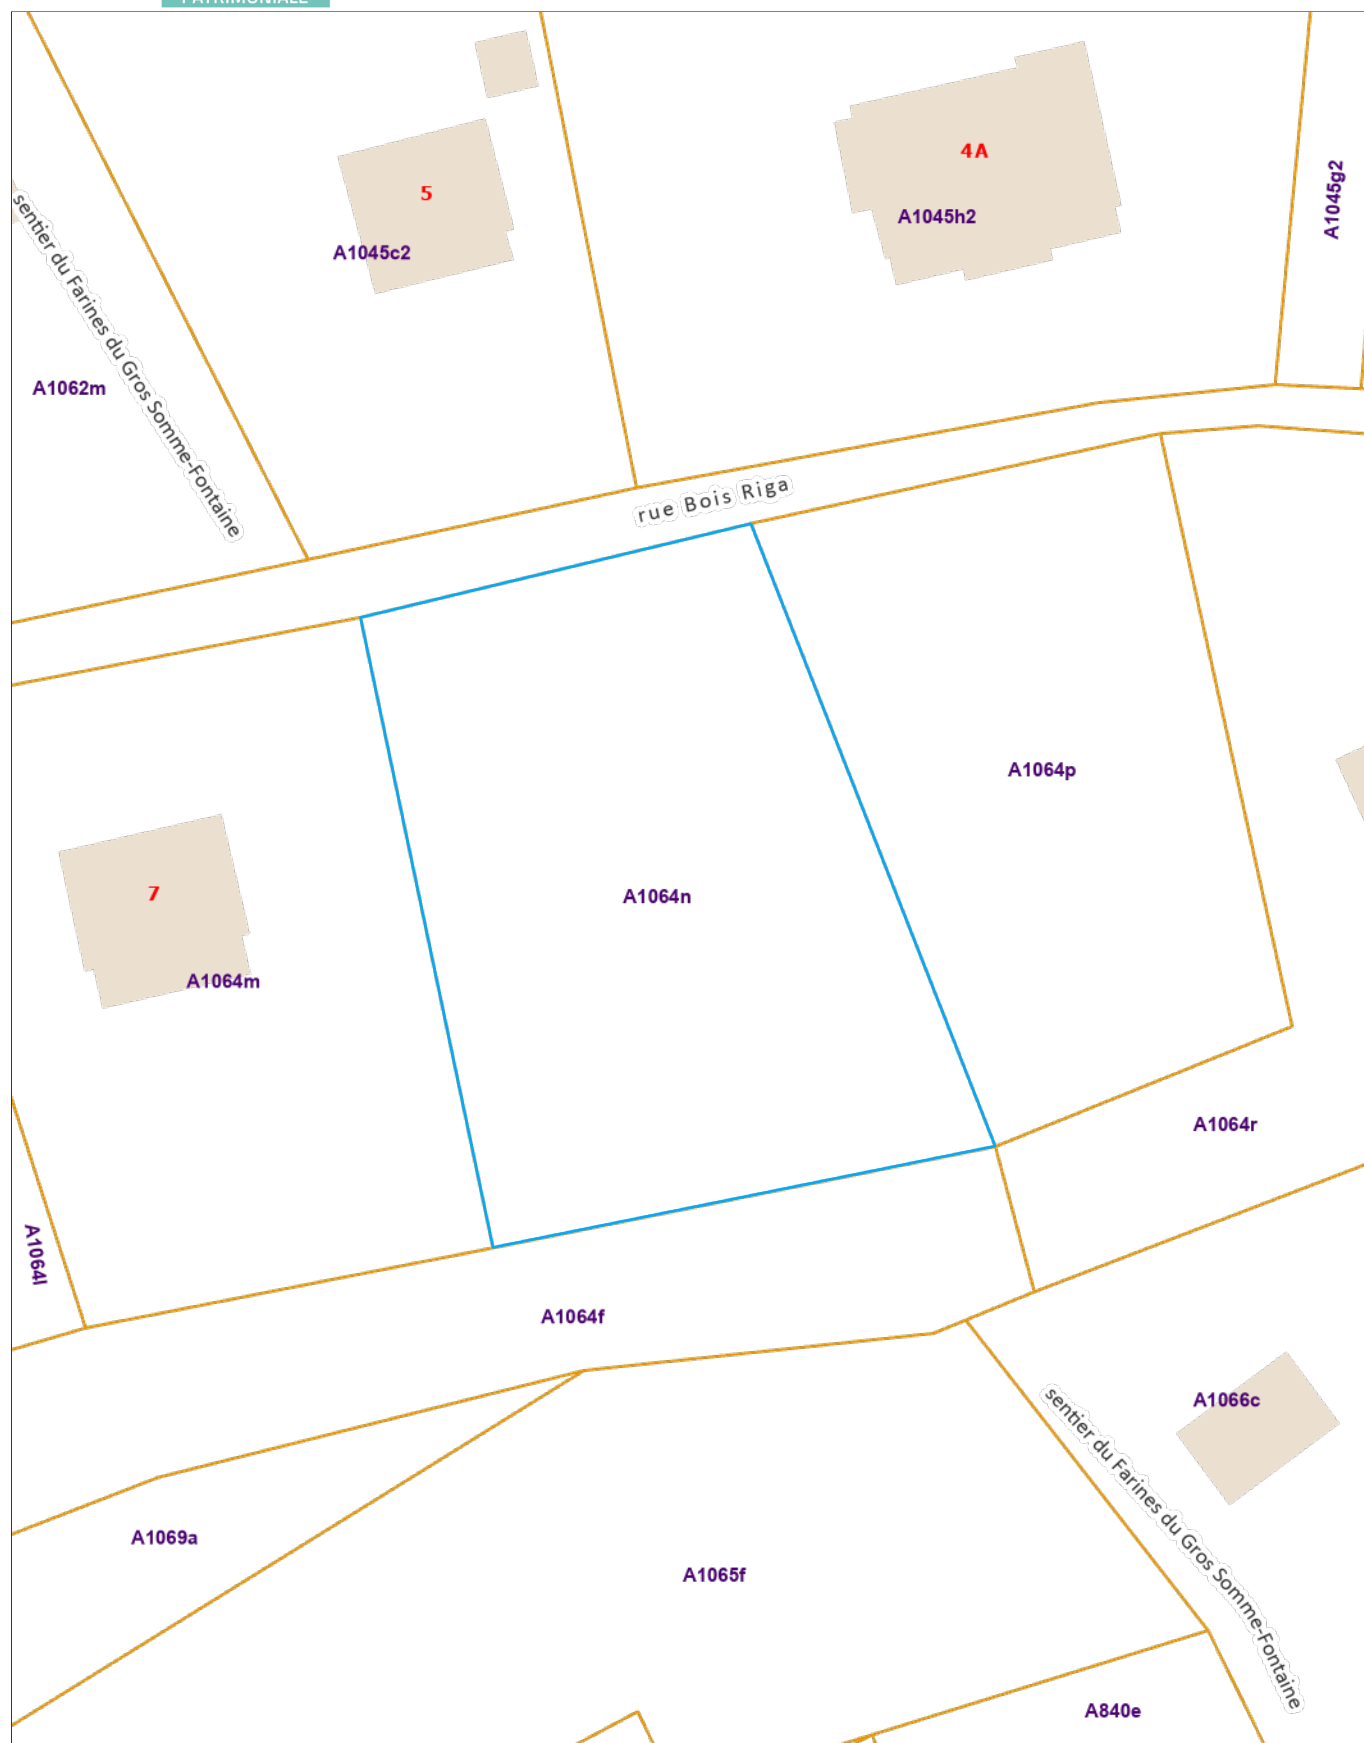 PATRIMONIALE
4A
A1045g2
5
sentier du Farines du Gros Somme-Fontaine
A1045h2
A1045c2
A1062m
rue Bois Riga
A1064p
7
A1064n
A1064m
A1064r
A1064l
A1064f
A1066c
sentier du Farines du Gros Somme-Fontaine
A1069a
A1065f
A840e